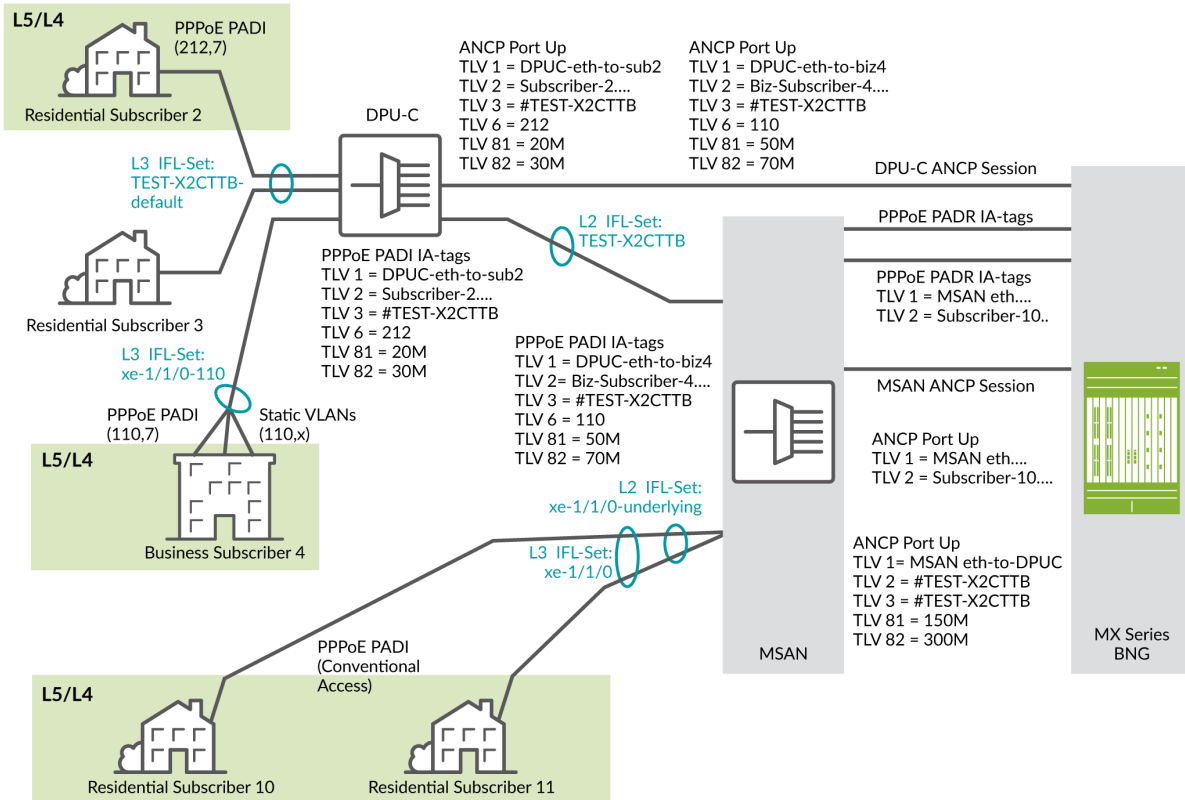 L5/L4
PPPoE PADI
(212,7)
Residential Subscriber 2
L3 IFL-Set:
TEST-X2CTTB-
default
Residential Subscriber 3
DPU-C
ANCP Port Up
TLV 1 = DPUC-eth-to-sub2
TLV 2 = Subscriber-2....
TLV 3 = #TEST-X2CTTB
TLV 6 = 212
TLV 81 = 20M
TLV 82 = 30M
ANCP Port Up
TLV 1 = DPUC-eth-to-biz4
TLV 2 = Biz-Subscriber-4....
TLV 3 = #TEST-X2CTTB
TLV 6 = 110
TLV 81 = 50M
TLV 82 = 70M
DPU-C ANCP Session
L2 IFL-Set:
TEST-X2CTTB
PPPoE PADR IA-tags
PPPoE PADR IA-tags
TLV 1 = MSAN eth....
TLV 2 = Subscriber-10..
PPPoE PADI IA-tags
TLV 1 = DPUC-eth-to-sub2
TLV 2 = Subscriber-2....
TLV 3 = #TEST-X2CTTB
TLV 6 = 212
TLV 81 = 20M
TLV 82 = 30M
L3 IFL-Set:
xe-1/1/0-110
PPPoE PADI
(110,7)
Static VLANs
(110,x)
L5/L4
Business Subscriber 4
PPPoE PADI IA-tags
TLV 1 = DPUC-eth-to-biz4
TLV 2= Biz-Subscriber-4....
TLV 3 = #TEST-X2CTTB
TLV 6 = 110
TLV 81 = 50M
TLV 82 = 70M
MSAN ANCP Session
ANCP Port Up
TLV 1 = MSAN eth....
TLV 2 = Subscriber-10....
L2 IFL-Set:
xe-1/1/0-underlying
L3 IFL-Set:
xe-1/1/0
ANCP Port Up
TLV 1= MSAN eth-to-DPUC
TLV 2 = #TEST-X2CTTB
TLV 3 = #TEST-X2CTTB
TLV 81 = 150M
TLV 82 = 300M
MSAN
MX Series
BNG
PPPoE PADI
(Conventional
Access)
L5/L4
Residential Subscriber 10
Residential Subscriber 11